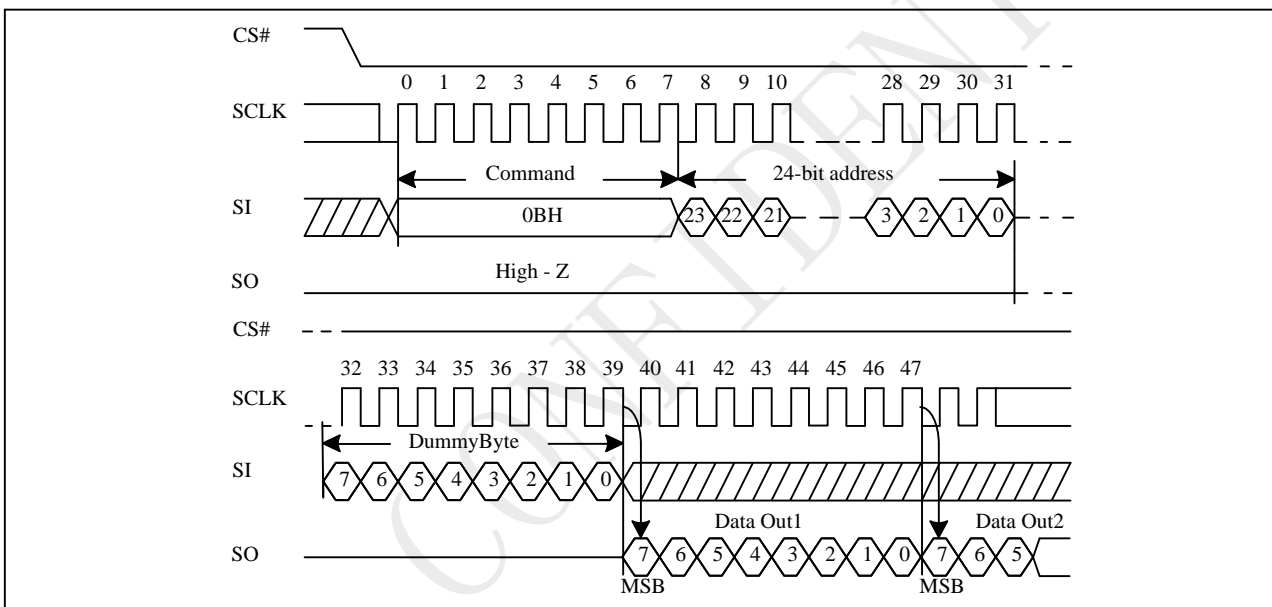 CS#
0 1 2 3 4 5 6 7 8 9 10 28 29 30 31
SCLK
Command 24-bit address
SI 0BH 23 22 21 3 2 1 0
High - Z
SO
CS#
32 33 34 35 36 37 38 39 40 41 42 43 44 45 46 47
SCLK
DummyByte
SI 7 6 5 4 3 2 1 0
Data Out1 Data Out2
SO 7 6 5 4 3 2 1 0 7 6 5
MSB MSB
CONFIDENT